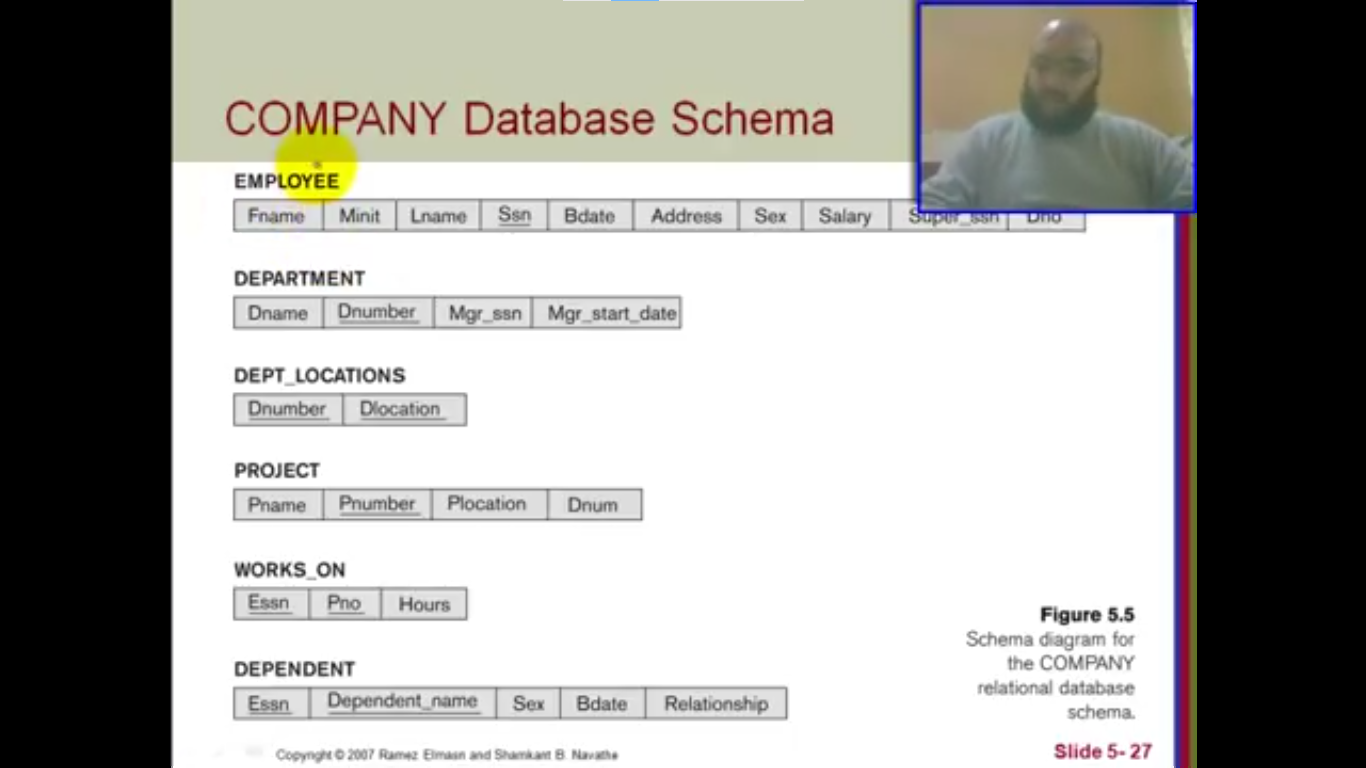 COMPANY Database Schema
EMPLOYEE
Fname Minit Lname Ssn Bdate Address Sex Salary Super_ssn Dno
DEPARTMENT
Dname Dnumber Mgr_ssn Mgr_start_date
DEPT_LOCATIONS
Dnumber Dlocation
PROJECT
Pname Pnumber Plocation Dnum
WORKS_ON
Essn Pno Hours
DEPENDENT
Essn Dependent_name Sex Bdate Relationship
Figure 5.5
Schema diagram for
the COMPANY
relational database
schema.
Copyright © 2007 Ramez Elmasri and Shamkant B. Navathe
Slide 5- 27